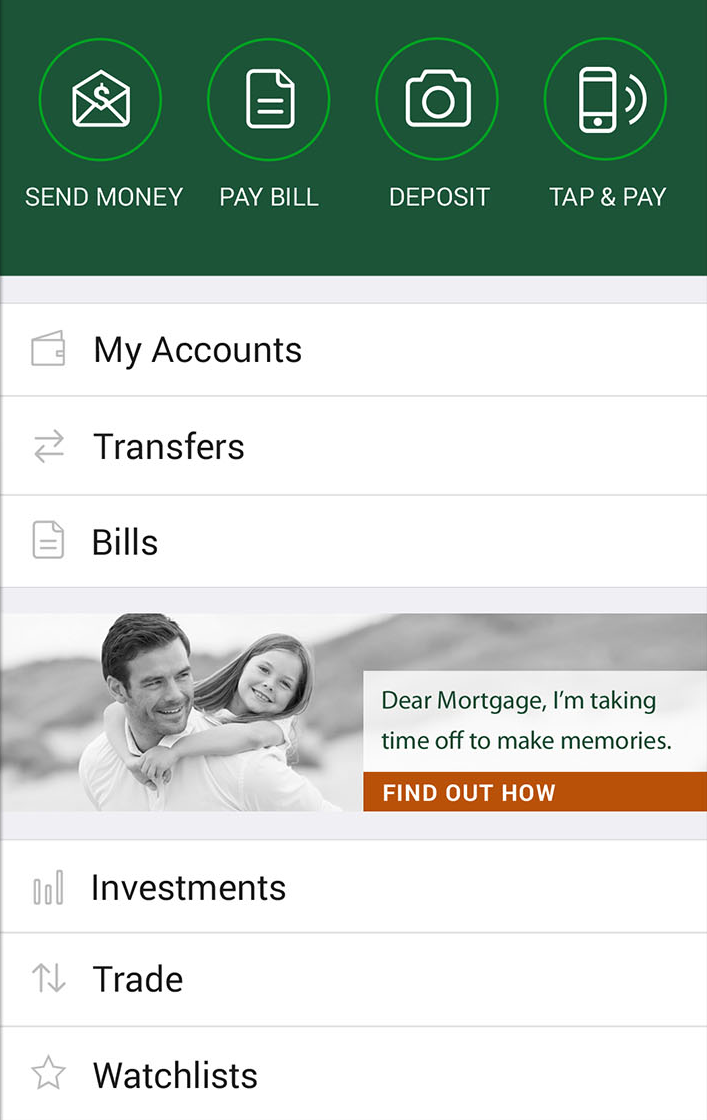 SEND MONEY PAY BILL DEPOSIT TAP & PAY
My Accounts
Transfers
Bills
Dear Mortgage, I'm taking
time off to make memories.
FIND OUT HOW
Investments
Trade
Watchlists